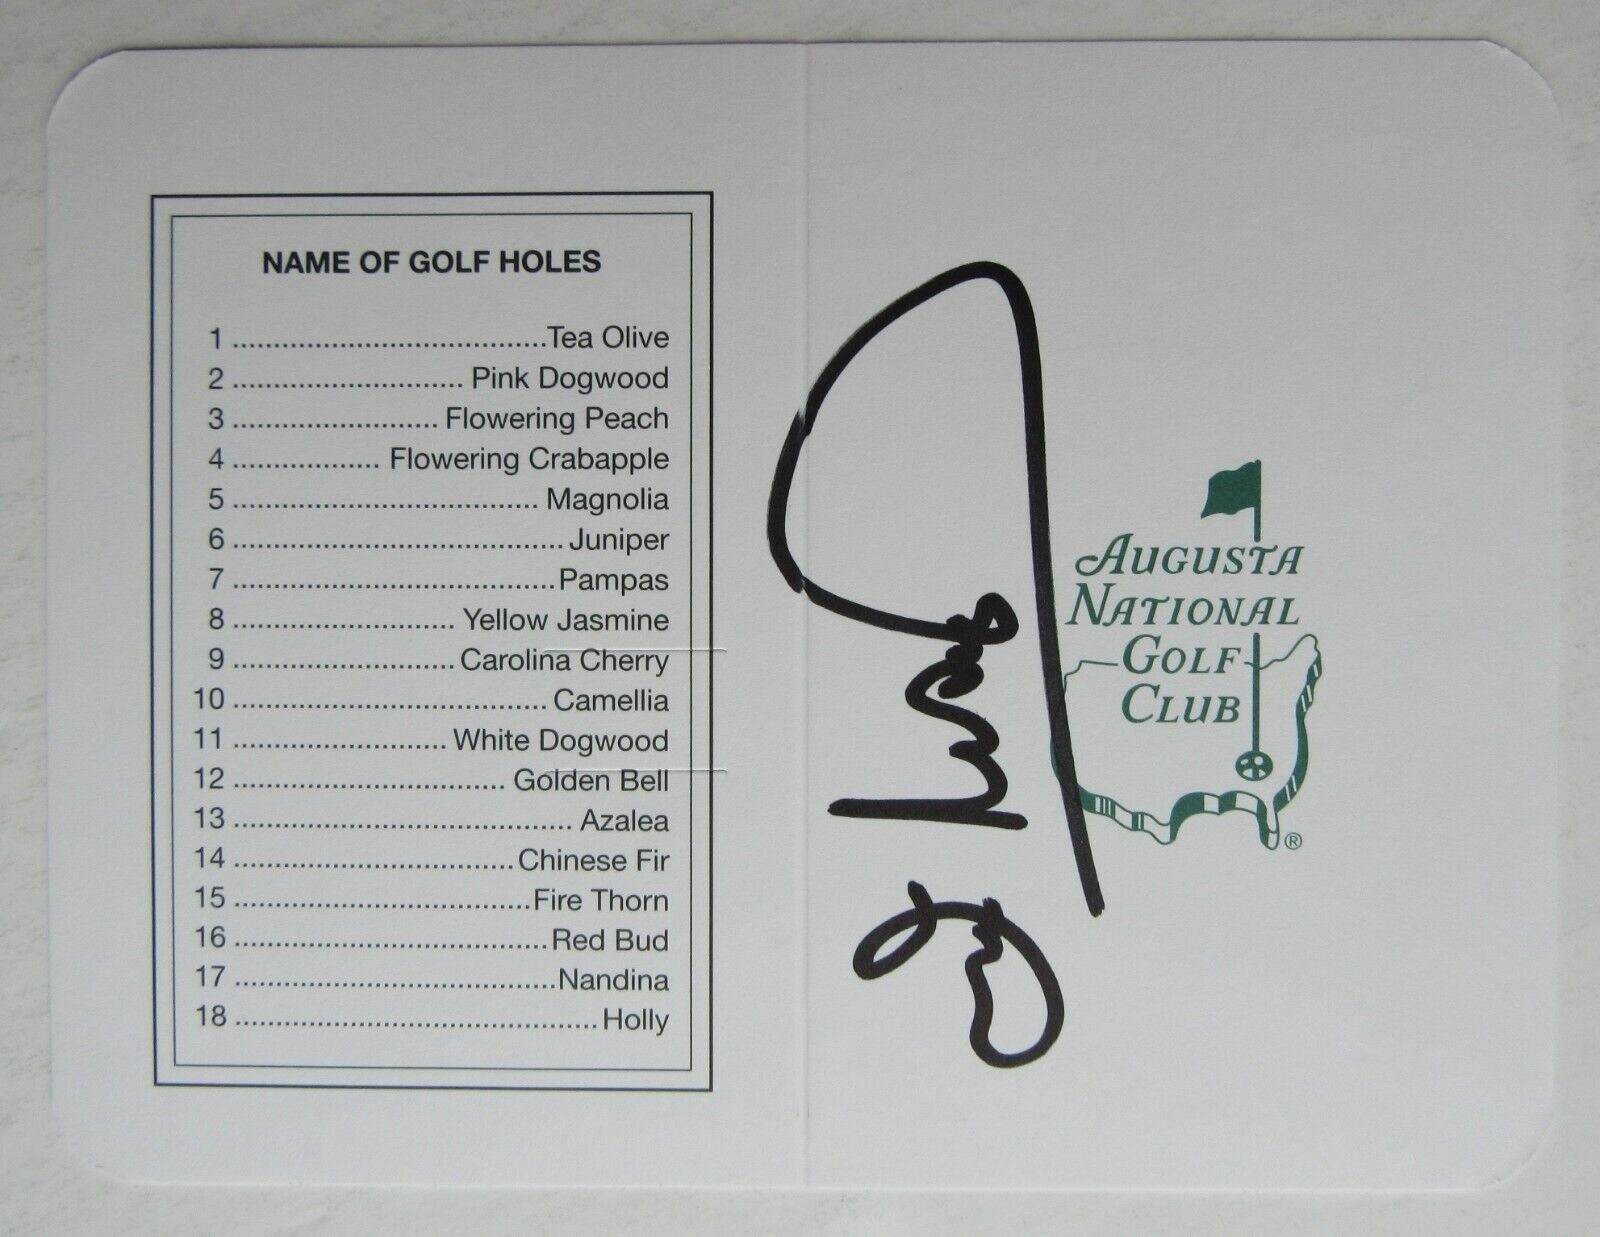 NAME OF GOLF HOLES
1 ......................................Tea Olive
2 ............................ Pink Dogwood
3 ......................... Flowering Peach
4 .................. Flowering Crabapple
5 ..................................... Magnolia
6 ........................................Juniper
7 .......................................Pampas
8 ........................... Yellow Jasmine
9 ........................... Carolina Cherry
10 ...................................... Camellia
11 .......................... White Dogwood
12 ................................. Golden Bell
13 ......................................... Azalea
14 ..................................Chinese Fir
15 ....................................Fire Thorn
16 ......................................Red Bud
17 .......................................Nandina
18 ............................................ Holly
AUGUSTA
NATIONAL
GOLF
CLUB
®